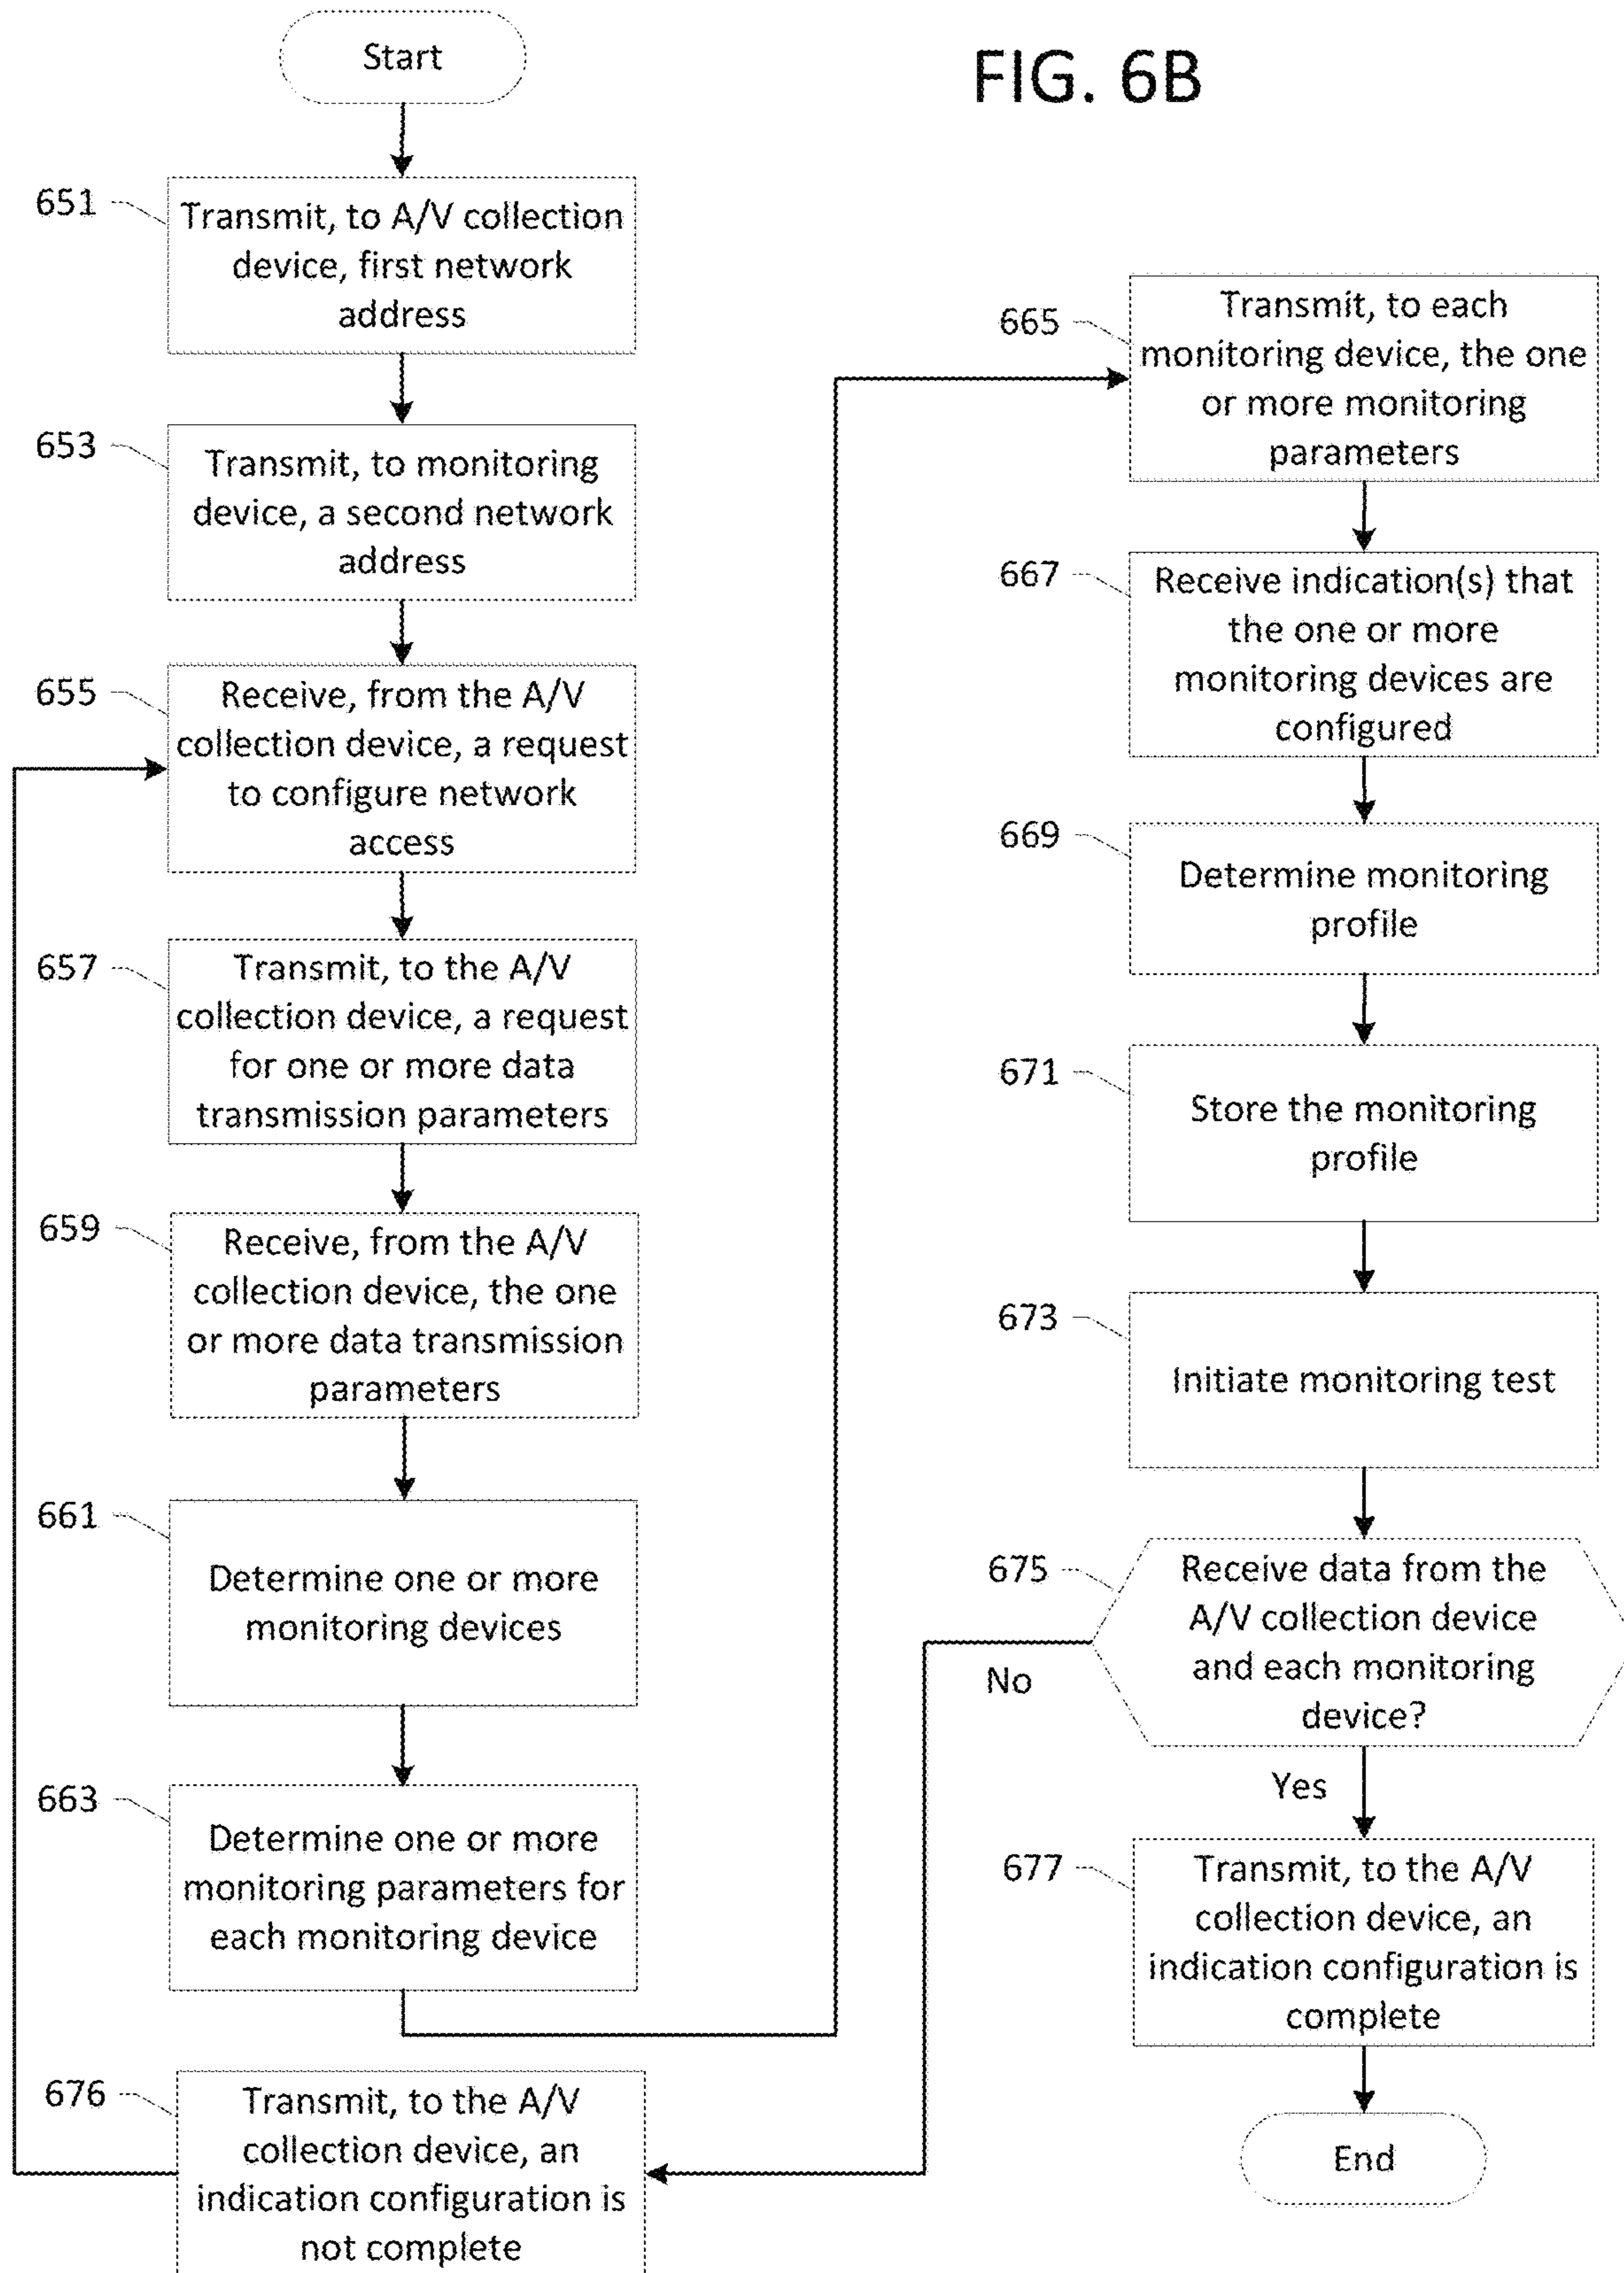 FIG. 6B
Start
651
Transmit, to A/V collection
device, first network
address
653
Transmit, to monitoring
device, a second network
address
655
Receive, from the A/V
collection device, a request
to configure network
access
657
Transmit, to the A/V
collection device, a request
for one or more data
transmission parameters
659
Receive, from the A/V
collection device, the one
or more data transmission
parameters
661
Determine one or more
monitoring devices
663
Determine one or more
monitoring parameters for
each monitoring device
665
Transmit, to each
monitoring device, the one
or more monitoring
parameters
667
Receive indication(s) that
the one or more
monitoring devices are
configured
669
Determine monitoring
profile
671
Store the monitoring
profile
673
Initiate monitoring test
675
Receive data from the
A/V collection device
and each monitoring
device?
No
Yes
676
Transmit, to the A/V
collection device, an
indication configuration is
not complete
677
Transmit, to the A/V
collection device, an
indication configuration is
complete
End